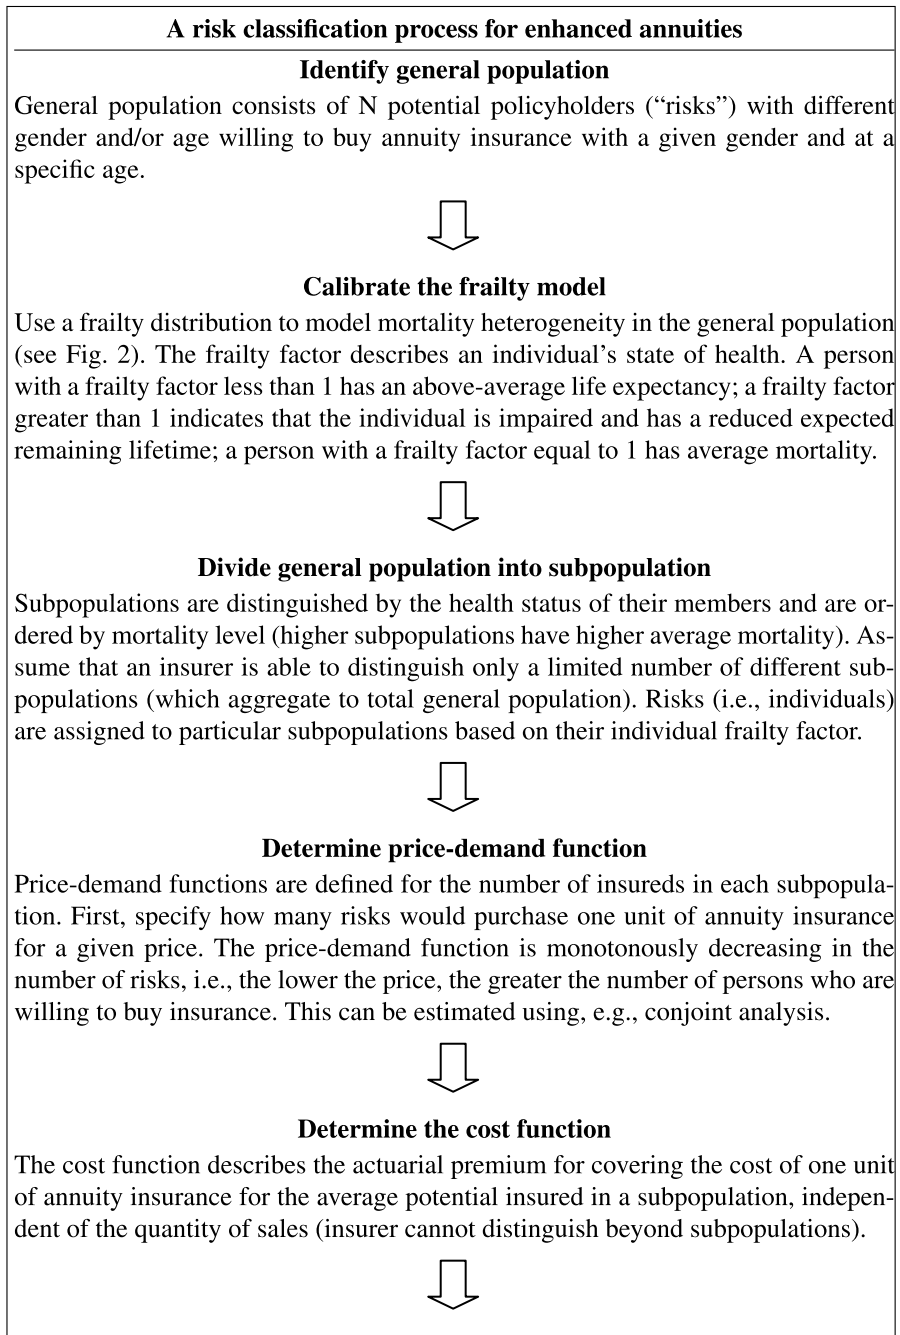 A risk classification process for enhanced annuities
Identify general population
General population consists of N potential policyholders (“risks”) with different
gender and/or age willing to buy annuity insurance with a given gender and at a
specific age.
Calibrate the frailty model
Use a frailty distribution to model mortality heterogeneity in the general population
(see Fig. 2). The frailty factor describes an individual’s state of health. A person
with a frailty factor less than 1 has an above-average life expectancy; a frailty factor
greater than 1 indicates that the individual is impaired and has a reduced expected
remaining lifetime; a person with a frailty factor equal to 1 has average mortality.
Divide general population into subpopulation
Subpopulations are distinguished by the health status of their members and are or-
dered by mortality level (higher subpopulations have higher average mortality). As-
sume that an insurer is able to distinguish only a limited number of different sub-
populations (which aggregate to total general population). Risks (i.e., individuals)
are assigned to particular subpopulations based on their individual frailty factor.
Determine price-demand function
Price-demand functions are defined for the number of insureds in each subpopula-
tion. First, specify how many risks would purchase one unit of annuity insurance
for a given price. The price-demand function is monotonously decreasing in the
number of risks, i.e., the lower the price, the greater the number of persons who are
willing to buy insurance. This can be estimated using, e.g., conjoint analysis.
Determine the cost function
The cost function describes the actuarial premium for covering the cost of one unit
of annuity insurance for the average potential insured in a subpopulation, indepen-
dent of the quantity of sales (insurer cannot distinguish beyond subpopulations).